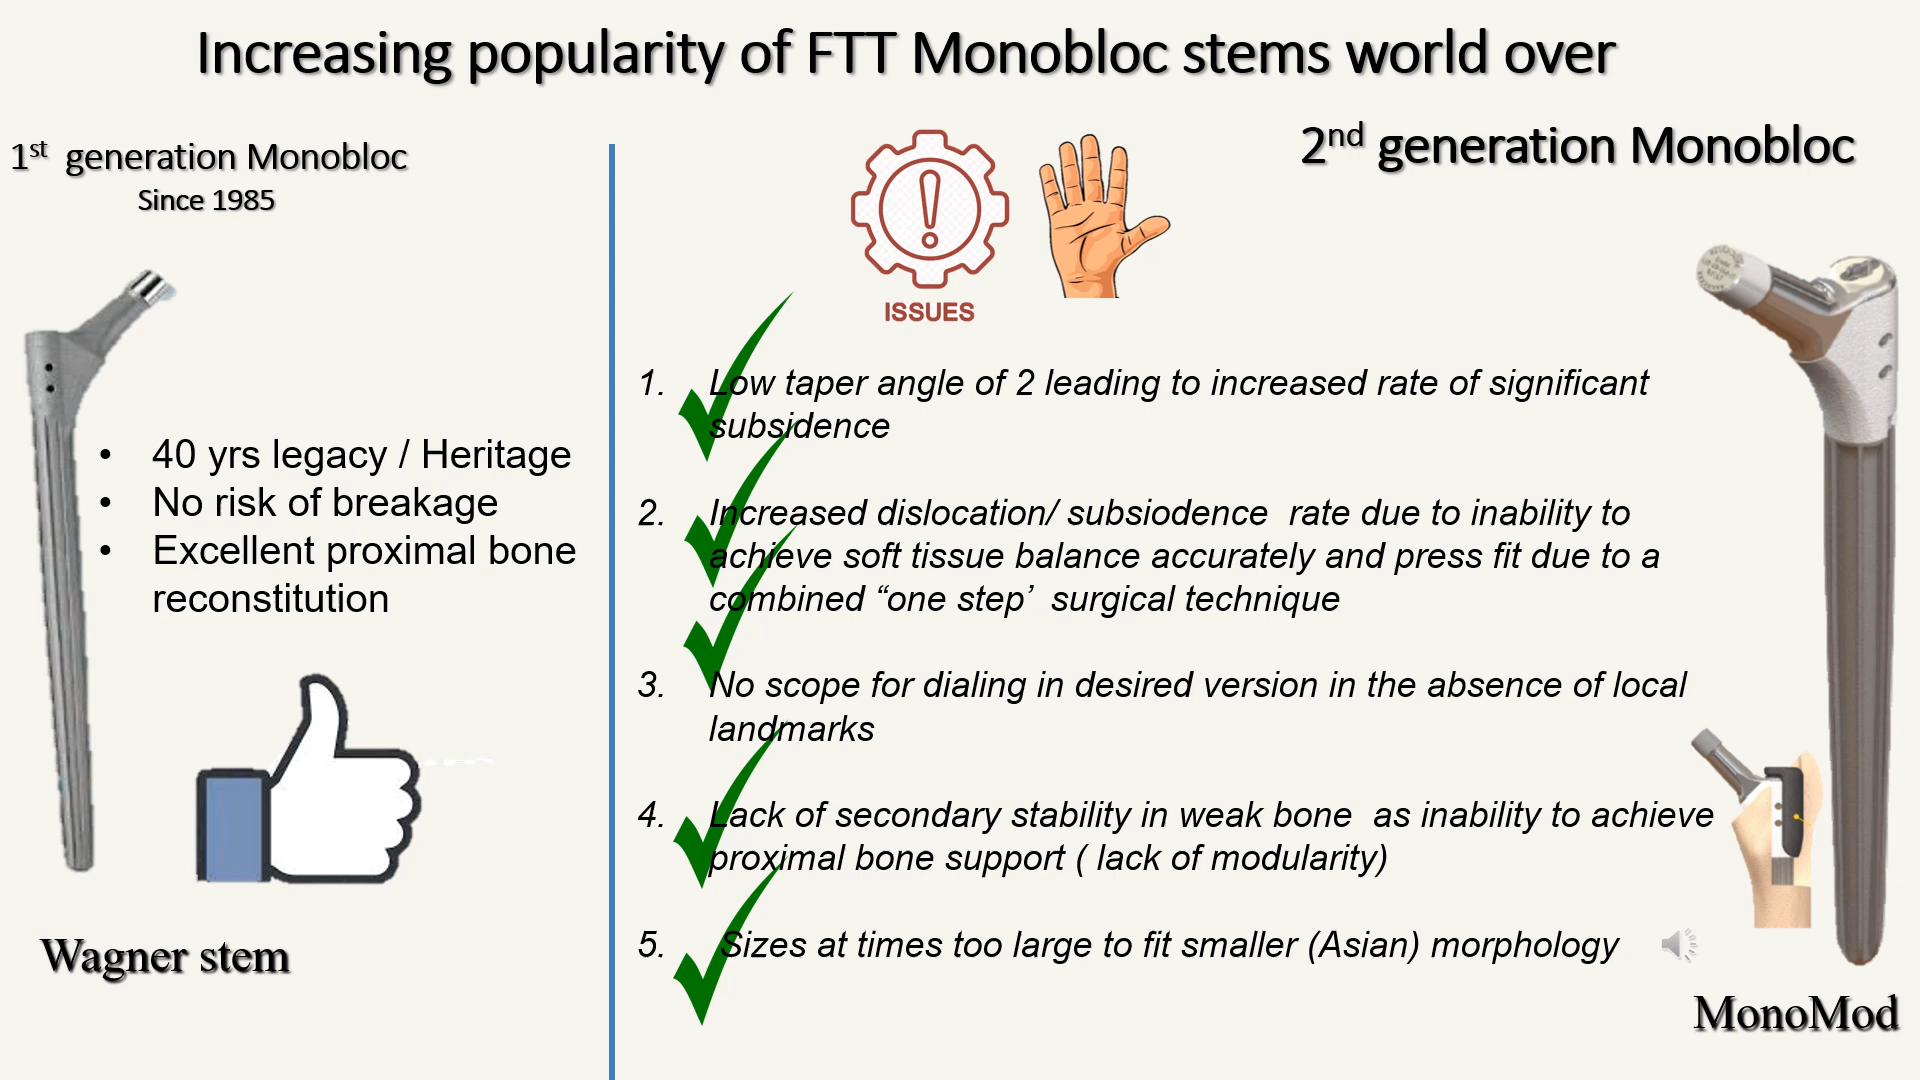 Increasing popularity of FTT Monobloc stems world over
1st generation Monobloc
Since 1985
• 40 yrs legacy / Heritage
• No risk of breakage
• Excellent proximal bone
reconstitution
Wagner stem
ISSUES
2nd generation Monobloc
1. Low taper angle of 2 leading to increased rate of significant
subsidence
2. Increased dislocation/ subsiodence rate due to inability to
achieve soft tissue balance accurately and press fit due to a
combined “one step’ surgical technique
3. No scope for dialing in desired version in the absence of local
landmarks
4. Lack of secondary stability in weak bone as inability to achieve
proximal bone support ( lack of modularity)
5. Sizes at times too large to fit smaller (Asian) morphology
MonoMod